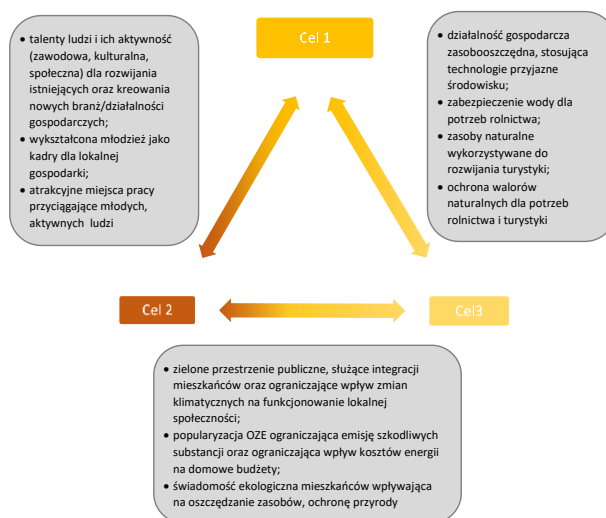 • talenty ludzi i ich aktywność
(zawodowa, kulturalna,
społeczna) dla rozwijania
istniejących oraz kreowania
nowych branż/działalności
gospodarczych;
• wykształcona młodzież jako
kadry dla lokalnej
gospodarki;
• atrakcyjne miejsca pracy
przyciągające młodych,
aktywnych ludzi
Cel 1
• działalność gospodarcza
zasobooszczędna, stosująca
technologie przyjazne
środowisku;
• zabezpieczenie wody dla
potrzeb rolnictwa;
• zasoby naturalne
wykorzystywane do
rozwijania turystyki;
• ochrona walorów
naturalnych dla potrzeb
rolnictwa i turystyki
Cel 2
Cel3
• zielone przestrzenie publiczne, służące integracji
mieszkańców oraz ograniczające wpływ zmian
klimatycznych na funkcjonowanie lokalnej
społeczności;
• popularyzacja OZE ograniczająca emisję szkodliwych
substancji oraz ograniczająca wpływ kosztów energii
na domowe budżety;
• świadomość ekologiczna mieszkańców wpływająca
na oszczędzanie zasobów, ochronę przyrody